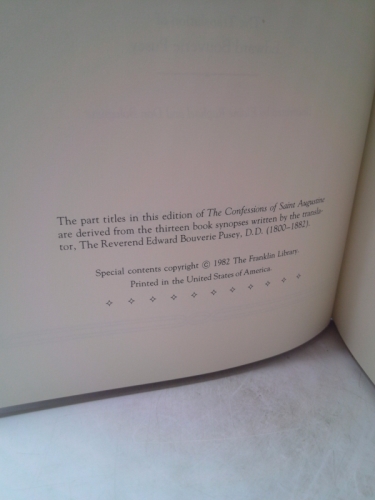 The part titles in this edition of The Confessions of Saint Augustine
are derived from the thirteen book synopses written by the transla-
tor, The Reverend Edward Bouverie Pusey, D.D. (1800–1882).
Special contents copyright © 1982 The Franklin Library.
Printed in the United States of America.